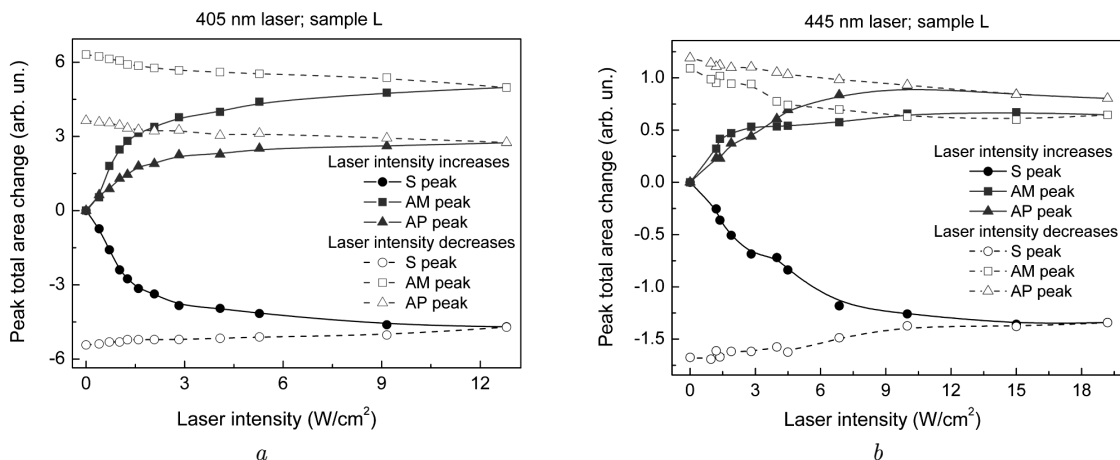 405 nm laser; sample L
Peak total area change (arb. un.)
6
3
0
-3
-6
Laser intensity increases
S peak
AM peak
AP peak
Laser intensity decreases
S peak
AM peak
AP peak
0 3 6 9 12
Laser intensity (W/cm²)
a
445 nm laser; sample L
Peak total area change (arb. un.)
1.0
0.5
0.0
-0.5
-1.0
-1.5
Laser intensity increases
S peak
AM peak
AP peak
Laser intensity decreases
S peak
AM peak
AP peak
0 3 6 9 12 15 18
Laser intensity (W/cm²)
b